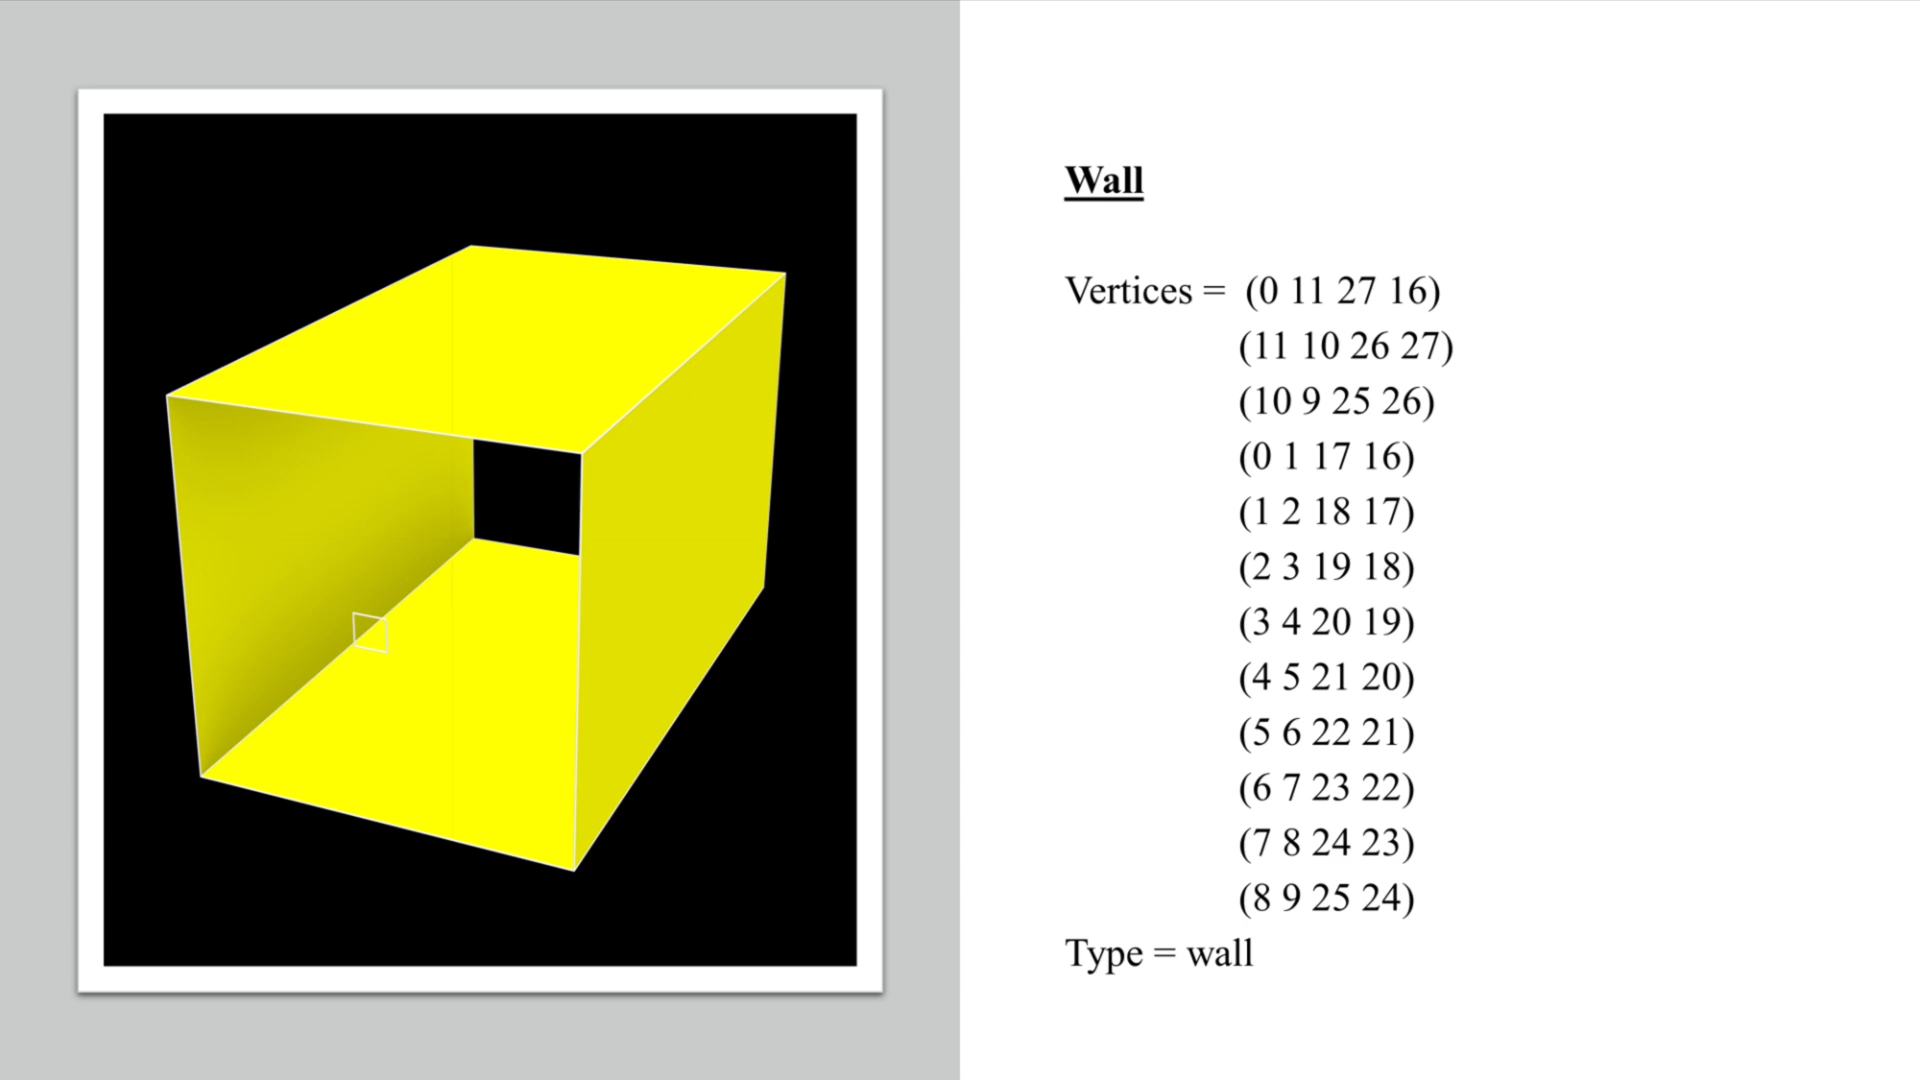 Wall
Vertices = (0 11 27 16)
(11 10 26 27)
(10 9 25 26)
(0 1 17 16)
(1 2 18 17)
(2 3 19 18)
(3 4 20 19)
(4 5 21 20)
(5 6 22 21)
(6 7 23 22)
(7 8 24 23)
(8 9 25 24)
Type = wall